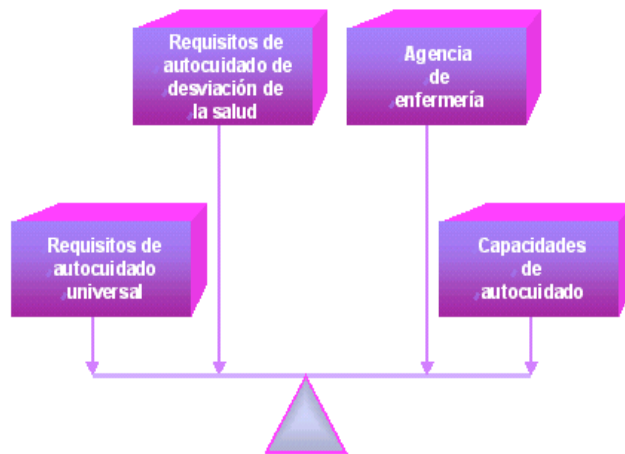 Requisitos de
autocuidado de
desviación de
la salud
Agencia
de
enfermería
Requisitos de
autocuidado
universal
Capacidades
de
autocuidado